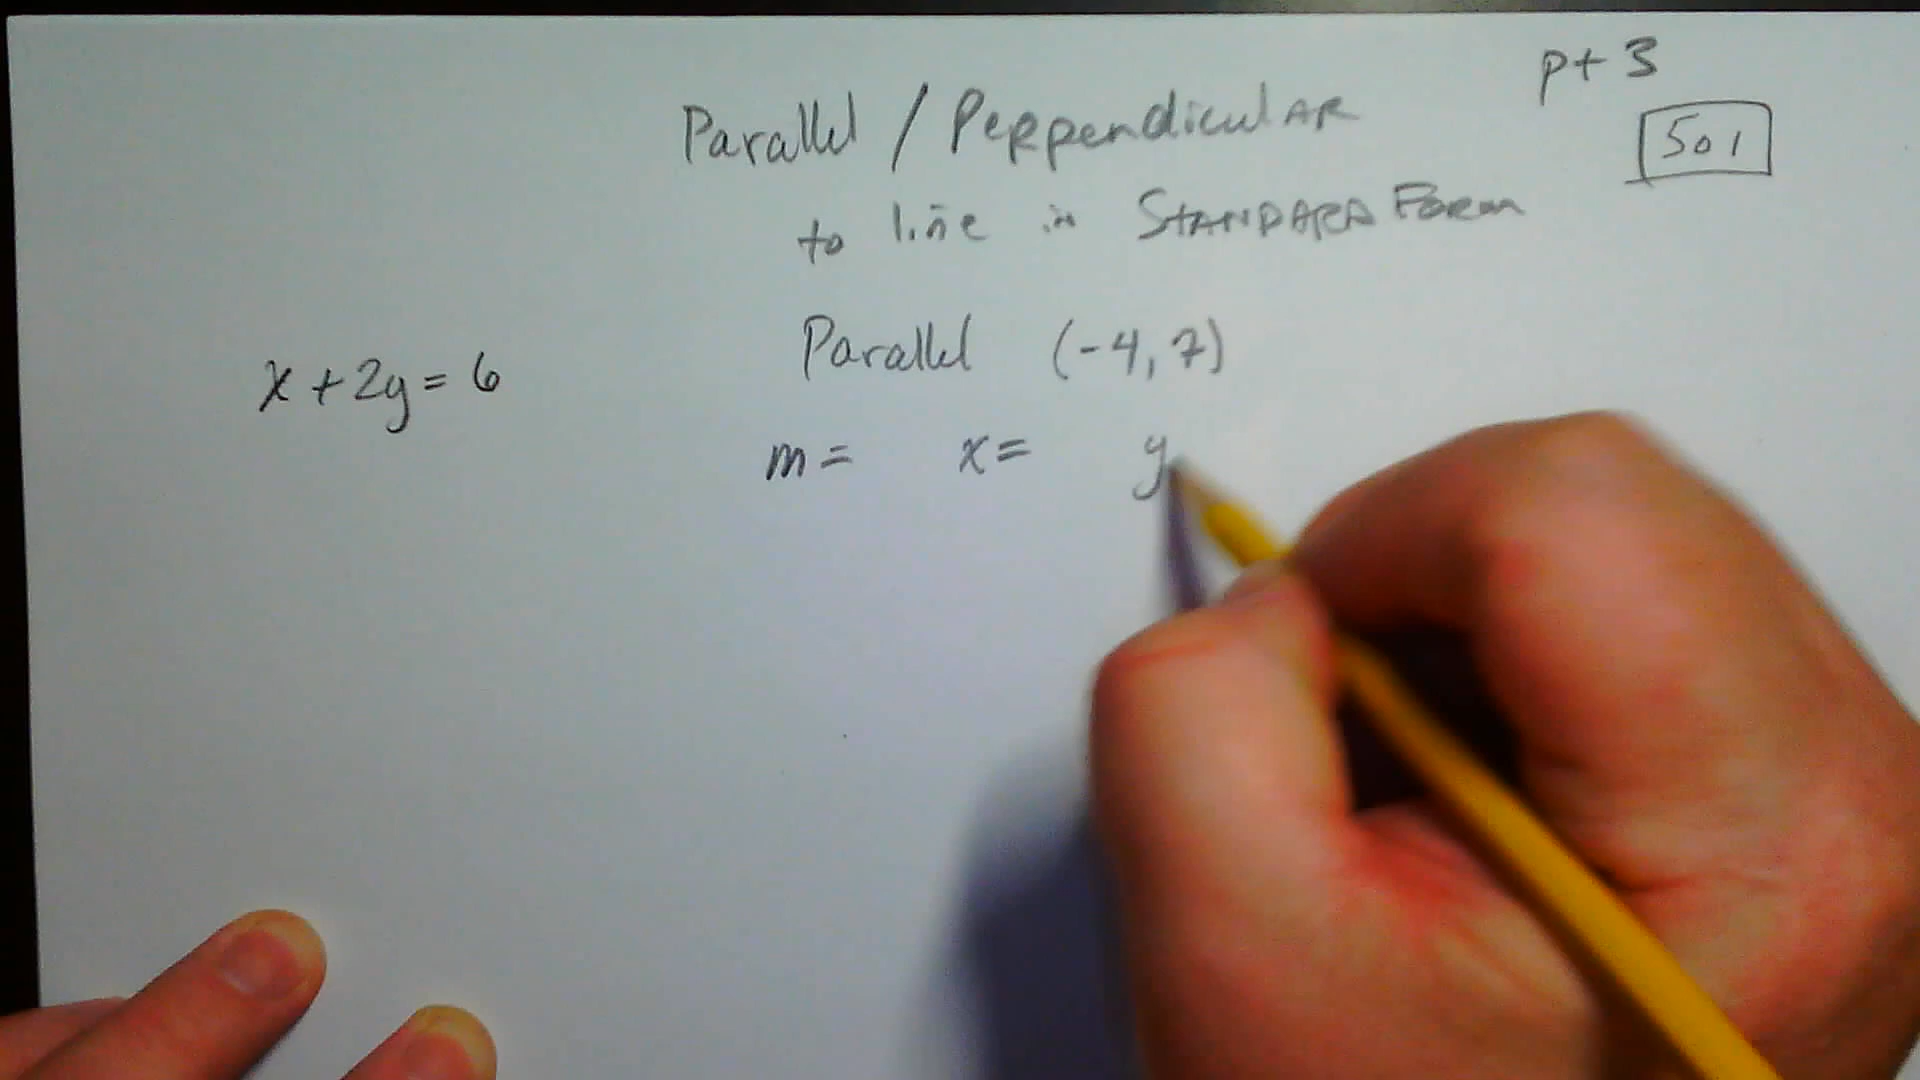 pt 3
Parallel / PeRpendiculAR
501
to line in STANDARD Form
Parallel (-4,7)
x + 2y = 6
m = x = y